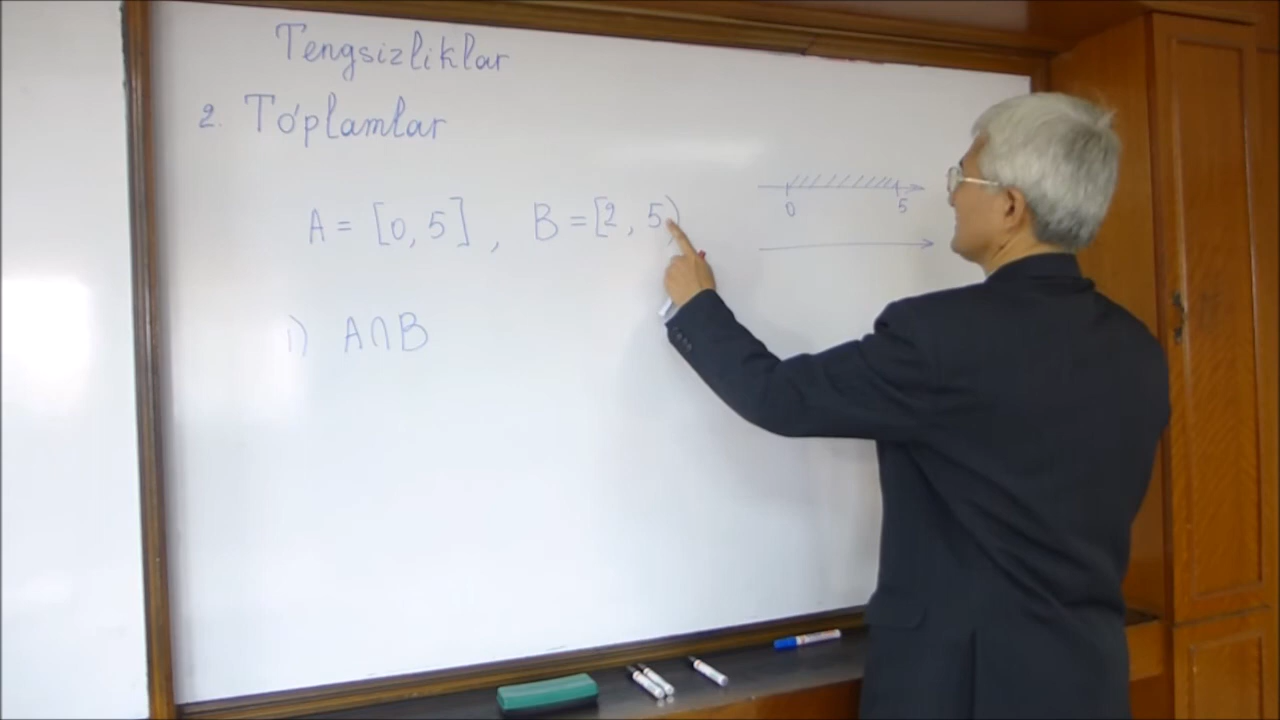 Tengsizliklar
2. To'plamlar
A = [0, 5], B = [2, 5)
0 5
1) A∩B